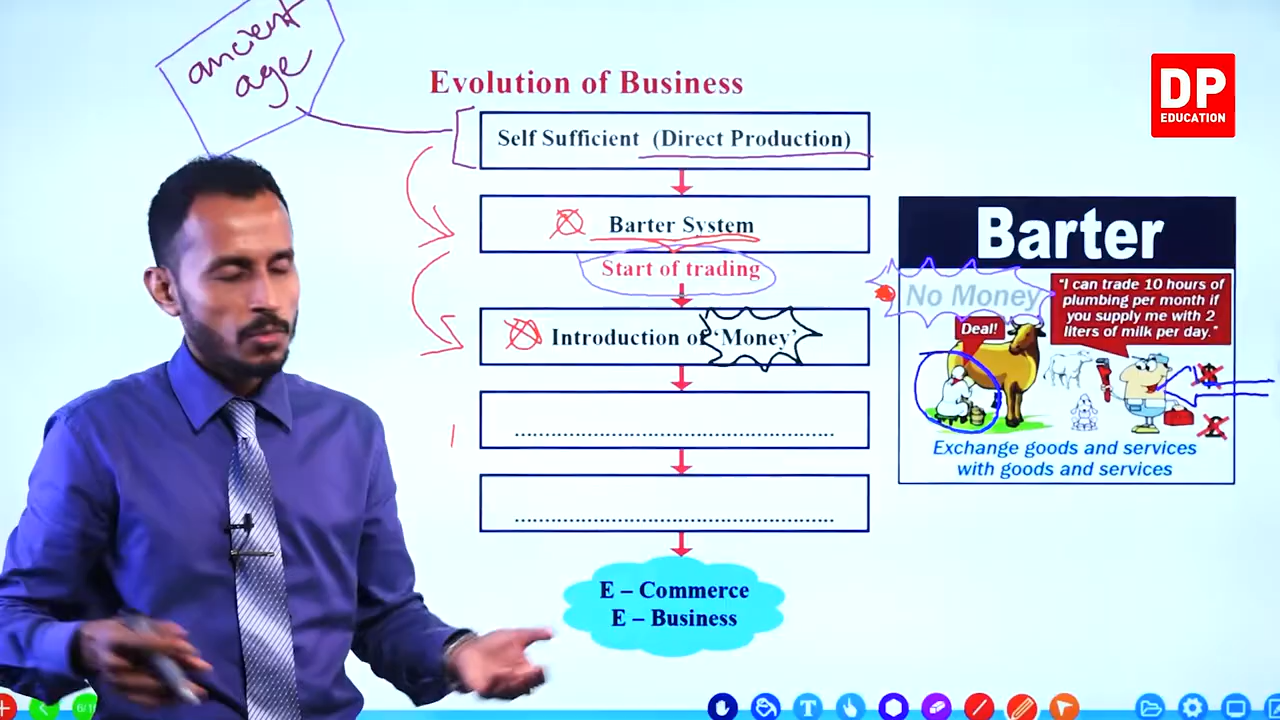 ancient
age
Evolution of Business
DP
EDUCATION
Self Sufficient (Direct Production)
Barter System
Start of trading
Introduction of 'Money'
................................................
................................................
E – Commerce
E – Business
Barter
No Money
"I can trade 10 hours of
plumbing per month if
you supply me with 2
liters of milk per day."
Deal!
Exchange goods and services
with goods and services
T